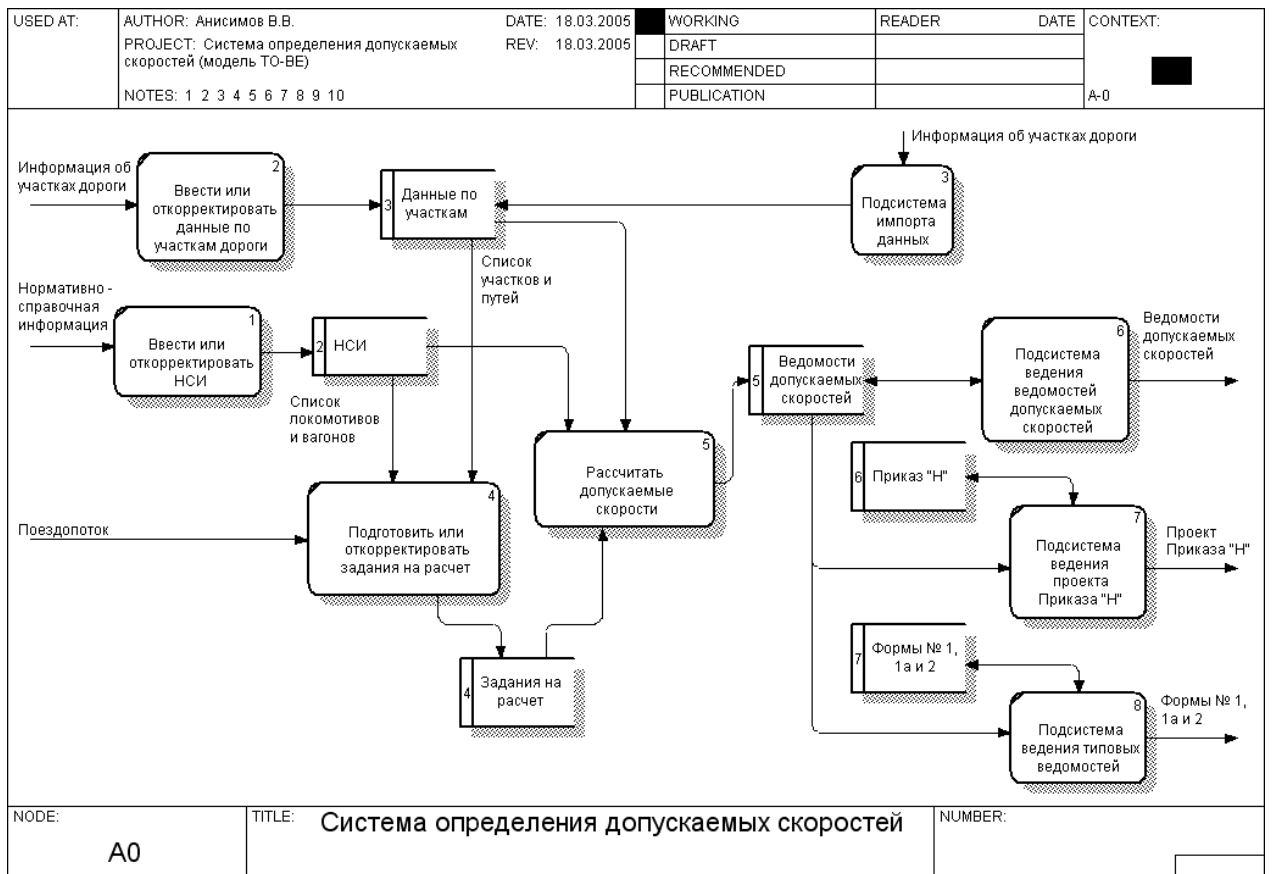 USED AT:
AUTHOR: Анисимов В.В.
DATE: 18.03.2005
PROJECT: Система определения допускаемых
скоростей (модель TO-BE)
REV: 18.03.2005
NOTES: 1 2 3 4 5 6 7 8 9 10
WORKING
DRAFT
RECOMMENDED
PUBLICATION
READER
DATE
CONTEXT:
A-0
Информация об
участках дороги
2
Ввести или
откорректировать
данные по
участкам дороги
3
Данные по
участкам
Информация об участках дороги
3
Подсистема
импорта
данных
Список
участков и
путей
Нормативно -
справочная
информация
1
Ввести или
откорректировать
НСИ
2
НСИ
Список
локомотивов
и вагонов
5
Ведомости
допускаемых
скоростей
6
Подсистема
ведения
ведомостей
допускаемых
скоростей
Ведомости
допускаемых
скоростей
5
Рассчитать
допускаемые
скорости
6
Приказ "Н"
Поездопоток
4
Подготовить или
откорректировать
задания на расчет
7
Подсистема
ведения
проекта
Приказа "Н"
Проект
Приказа "Н"
4
Задания на
расчет
7
Формы № 1,
1а и 2
8
Подсистема
ведения типовых
ведомостей
Формы № 1,
1а и 2
NODE:
A0
TITLE:
Система определения допускаемых скоростей
NUMBER: